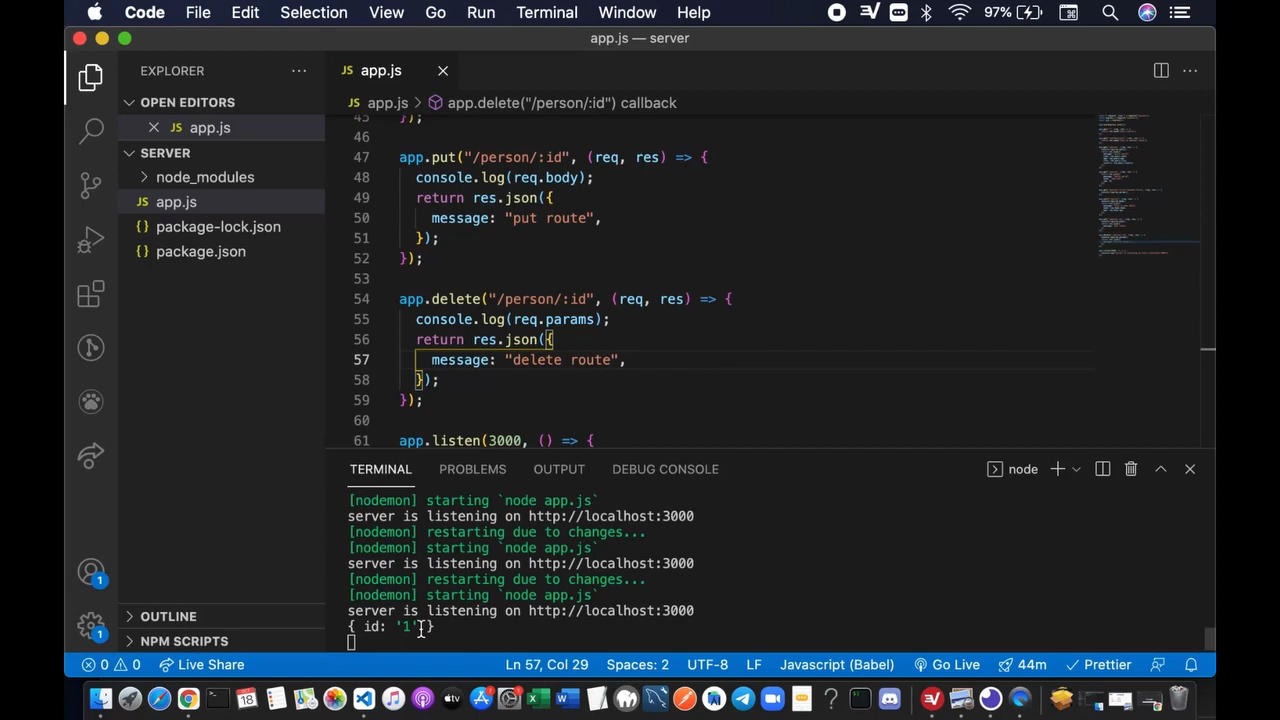 Code File Edit Selection View Go Run Terminal Window Help 97%
app.js — server
EXPLORER ···
OPEN EDITORS
JS app.js
SERVER
node_modules
JS app.js
{} package-lock.json
{} package.json
OUTLINE
NPM SCRIPTS
1
1
JS app.js
JS app.js > app.delete("/person/:id") callback
45 });
46
47 app.put("/person/:id", (req, res) => {
48 console.log(req.body);
49 return res.json({
50 message: "put route",
51 });
52 });
53
54 app.delete("/person/:id", (req, res) => {
55 console.log(req.params);
56 return res.json({
57 message: "delete route",
58 });
59 });
60
61 app.listen(3000, () => {
TERMINAL PROBLEMS OUTPUT DEBUG CONSOLE node
[nodemon] starting `node app.js`
server is listening on http://localhost:3000
[nodemon] restarting due to changes...
[nodemon] starting `node app.js`
server is listening on http://localhost:3000
[nodemon] restarting due to changes...
[nodemon] starting `node app.js`
server is listening on http://localhost:3000
{ id: '1' }
0 0 Live Share Ln 57, Col 29 Spaces: 2 UTF-8 LF Javascript (Babel) Go Live 44m Prettier
18